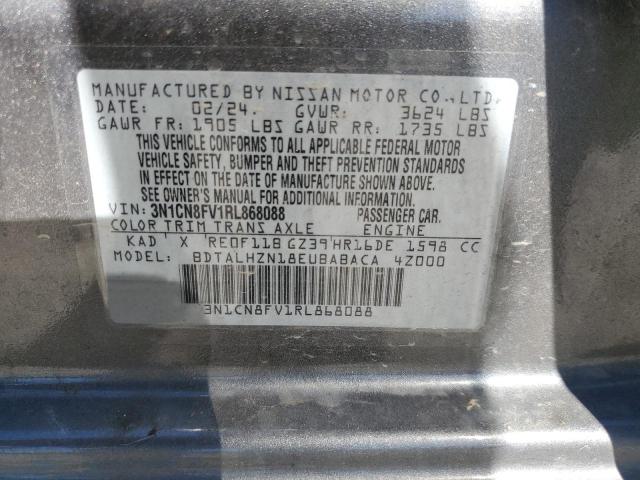 MANUFACTURED BY NISSAN MOTOR CO.,LTD.
DATE: 02/24. GVWR: 3624 LBS
GAWR FR: 1905 LBS GAWR RR: 1735 LBS
THIS VEHICLE CONFORMS TO ALL APPLICABLE FEDERAL MOTOR
VEHICLE SAFETY, BUMPER AND THEFT PREVENTION STANDARDS
IN EFFECT ON THE DATE OF MANUFACTURE SHOWN ABOVE.
SEE OWNER'S MANUAL FOR ADDITIONAL INFORMATION.
VIN: 3N1CN8FV1RL868088 PASSENGER CAR.
COLOR TRIM TRANS AXLE ENGINE
KAD X RE0F11B GZ39 HR16DE 1598 CC
MODEL: BDTALHZN18EUBABACA 4Z000
3N1CN8FV1RL868088